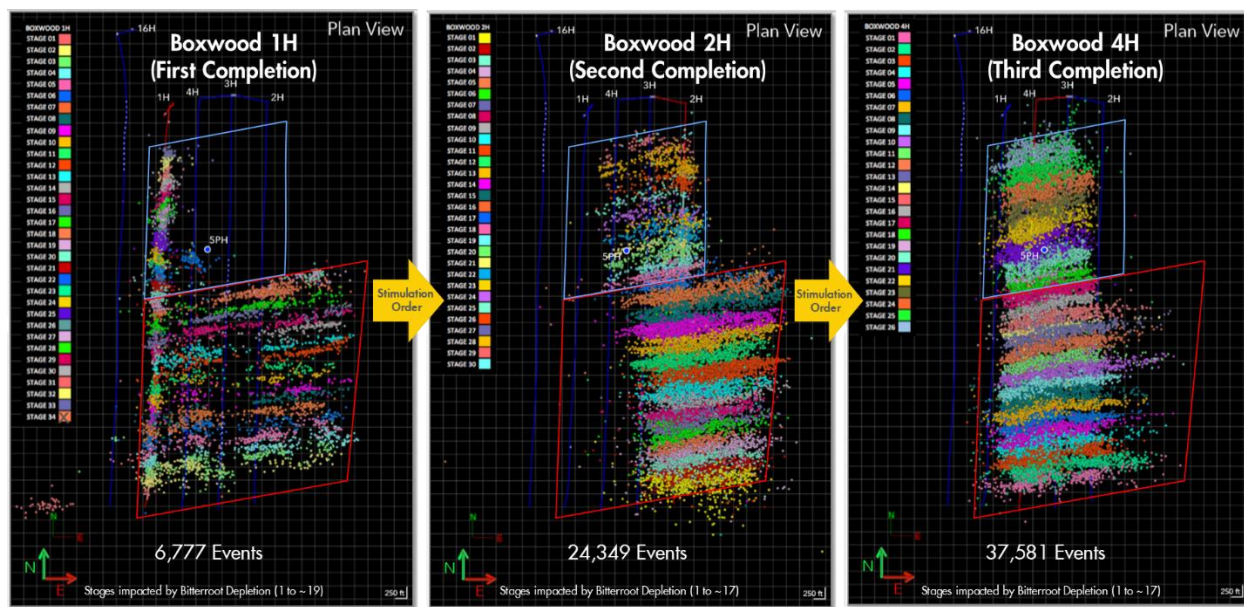 Plan View
Boxwood 1H
(First Completion)
BOXWOOD 1H
STAGE 01
STAGE 02
STAGE 03
STAGE 04
STAGE 05
STAGE 06
STAGE 07
STAGE 08
STAGE 09
STAGE 10
STAGE 11
STAGE 12
STAGE 13
STAGE 14
STAGE 15
STAGE 16
STAGE 17
STAGE 18
STAGE 19
STAGE 20
STAGE 21
STAGE 22
STAGE 23
STAGE 24
STAGE 25
STAGE 26
STAGE 27
STAGE 28
STAGE 29
STAGE 30
STAGE 31
STAGE 32
STAGE 33
STAGE 34
16H
1H
4H
3H
2H
5PH
N
E
N
E
6,777 Events
Stages impacted by Bitterroot Depletion (1 to ~19)
250 ft
Stimulation
Order
Plan View
Boxwood 2H
(Second Completion)
BOXWOOD 2H
STAGE 01
STAGE 02
STAGE 03
STAGE 04
STAGE 05
STAGE 06
STAGE 07
STAGE 08
STAGE 09
STAGE 10
STAGE 11
STAGE 12
STAGE 13
STAGE 14
STAGE 15
STAGE 16
STAGE 17
STAGE 18
STAGE 19
STAGE 20
STAGE 21
STAGE 22
STAGE 23
STAGE 24
STAGE 25
STAGE 26
STAGE 27
STAGE 28
STAGE 29
STAGE 30
16H
1H
4H
3H
2H
5PH
N
E
N
E
24,349 Events
Stages impacted by Bitterroot Depletion (1 to ~17)
250 ft
Stimulation
Order
Plan View
Boxwood 4H
(Third Completion)
BOXWOOD 4H
STAGE 01
STAGE 02
STAGE 03
STAGE 04
STAGE 05
STAGE 06
STAGE 07
STAGE 08
STAGE 09
STAGE 10
STAGE 11
STAGE 12
STAGE 13
STAGE 14
STAGE 15
STAGE 16
STAGE 17
STAGE 18
STAGE 19
STAGE 20
STAGE 21
STAGE 22
STAGE 23
STAGE 24
STAGE 25
STAGE 26
16H
1H
4H
3H
2H
5PH
N
E
N
E
37,581 Events
Stages impacted by Bitterroot Depletion (1 to ~17)
250 ft